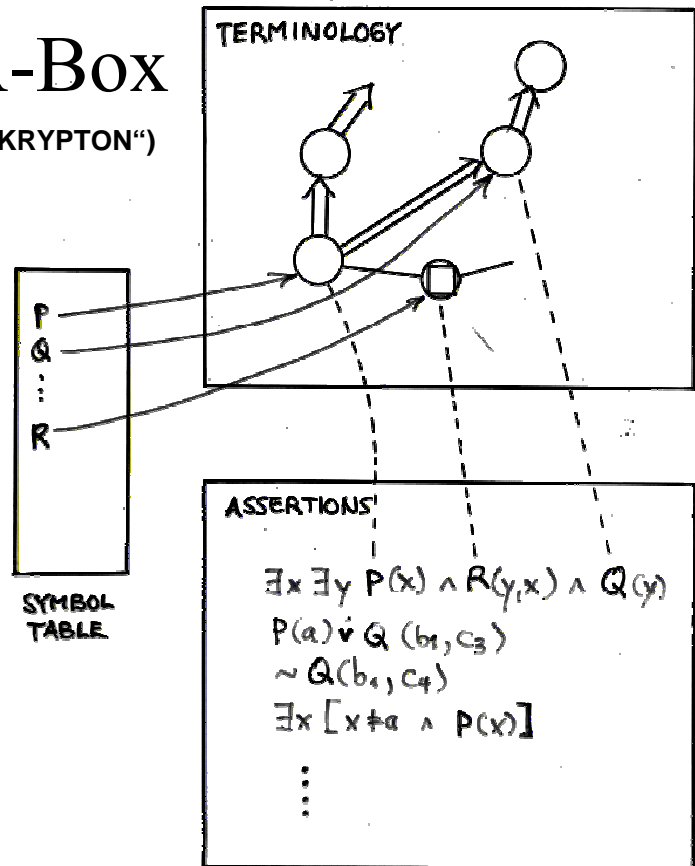 -Box
KRYPTON“)
TERMINOLOGY
P
Q
⋮
R
SYMBOL
TABLE
ASSERTIONS
∃x ∃y P(x) ∧ R(y,x) ∧ Q(y)
P(a) ∨ Q (b₁, c₃)
~ Q(b₁, c₄)
∃x [x≠a ∧ P(x)]
⋮